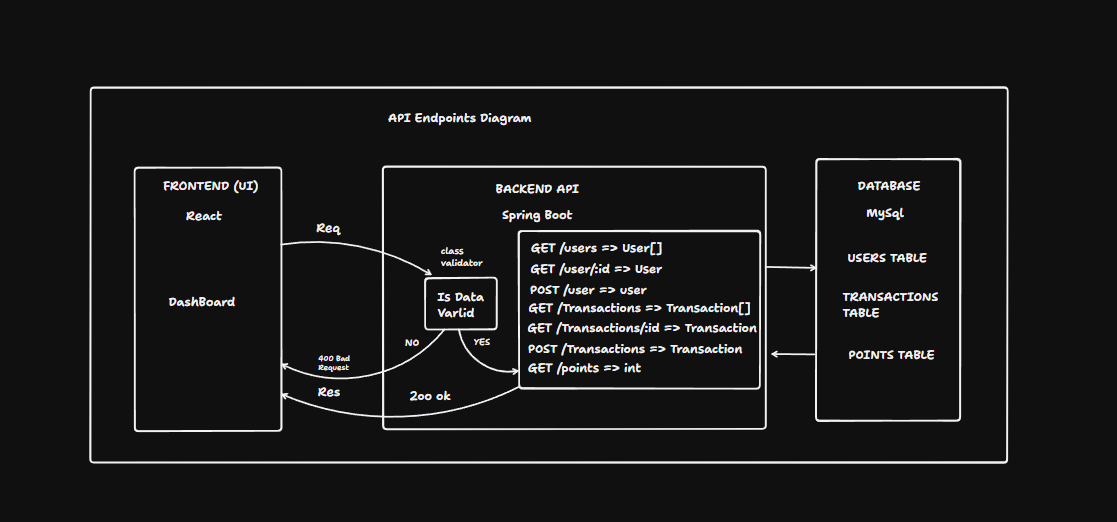 API Endpoints Diagram
FRONTEND (UI)
React
DashBoard
Req
400 Bad
Request
Res
BACKEND API
Spring Boot
class
validator
Is Data
Varlid
NO
YES
2oo ok
GET /users => User[]
GET /user/:id => User
POST /user => user
GET /Transactions => Transaction[]
GET /Transactions/:id => Transaction
POST /Transactions => Transaction
GET /points => int
DATABASE
MySql
USERS TABLE
TRANSACTIONS
TABLE
POINTS TABLE